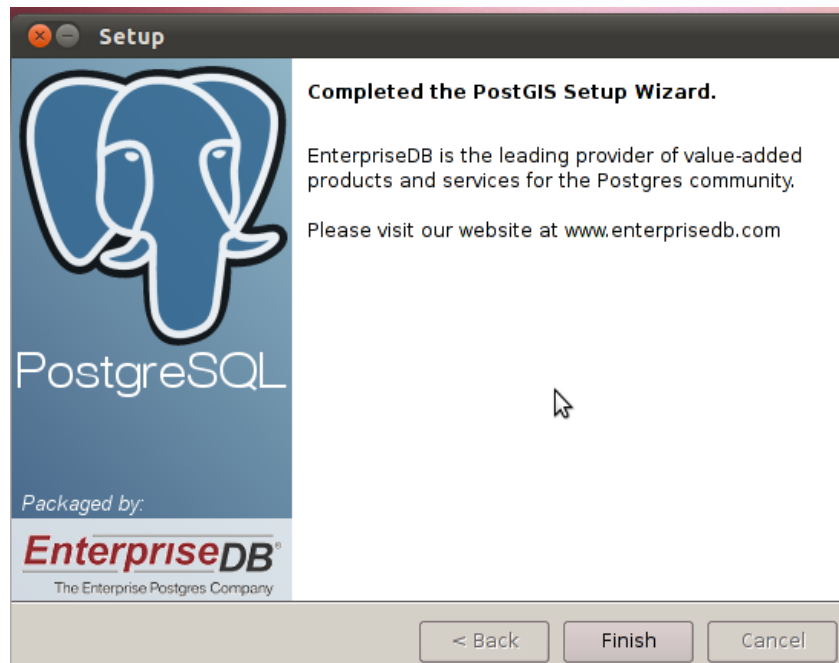 Setup
Completed the PostGIS Setup Wizard.
EnterpriseDB is the leading provider of value-added
products and services for the Postgres community.
Please visit our website at www.enterprisedb.com
PostgreSQL
Packaged by:
EnterpriseDB®
The Enterprise Postgres Company
< Back
Finish
Cancel